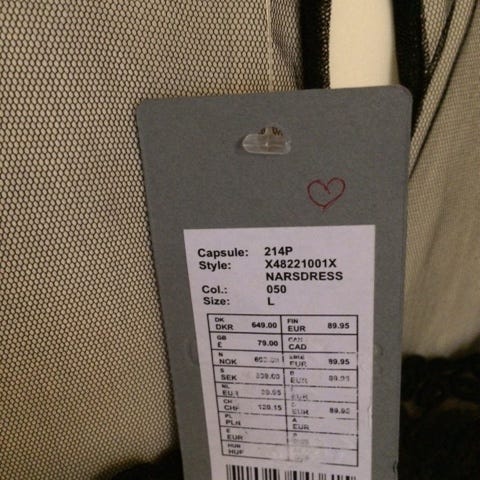 Capsule: 214P
Style: X48221001X
NARSDRESS
Col.: 050
Size: L
DK DKR 649.00 FIN EUR 89.95
GB £ 79.00 CAN CAD
N NOK EUR 89.95
S SEK EUR
NL
CH CHF 129.15 EUR 89.95
PL PLN A EUR
E EUR
HUN HUF